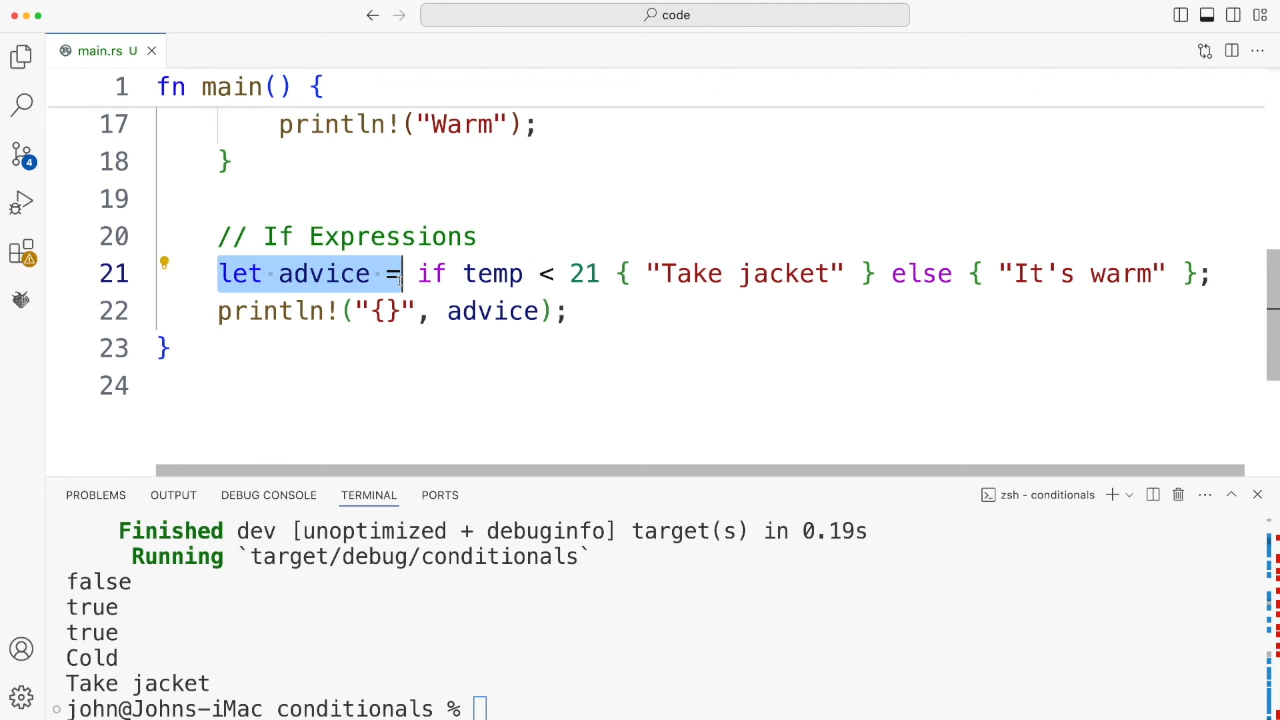 code
main.rs U
1 fn main() {
17 println!("Warm");
18 }
19
20 // If Expressions
21 let advice = if temp < 21 { "Take jacket" } else { "It's warm" };
22 println!("{}", advice);
23 }
24
4
PROBLEMS OUTPUT DEBUG CONSOLE TERMINAL PORTS zsh - conditionals
Finished dev [unoptimized + debuginfo] target(s) in 0.19s
Running `target/debug/conditionals`
false
true
true
Cold
Take jacket
john@Johns-iMac conditionals %